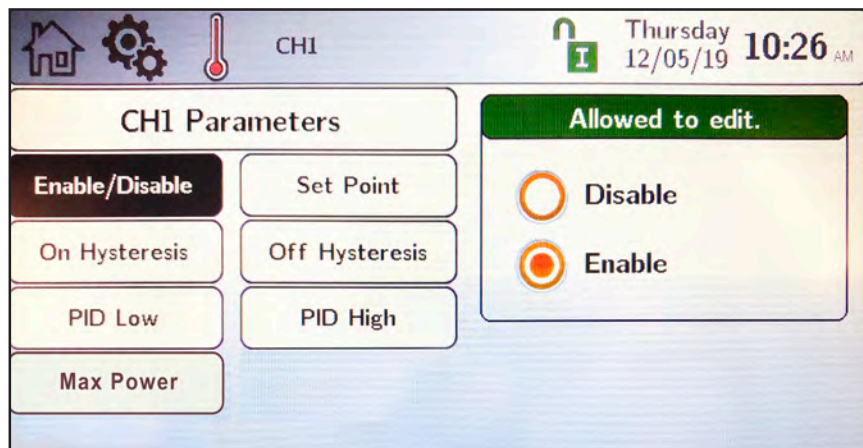 CH1
I
Thursday
12/05/19
10:26 AM
CH1 Parameters
Enable/Disable
Set Point
On Hysteresis
Off Hysteresis
PID Low
PID High
Max Power
Allowed to edit.
Disable
Enable